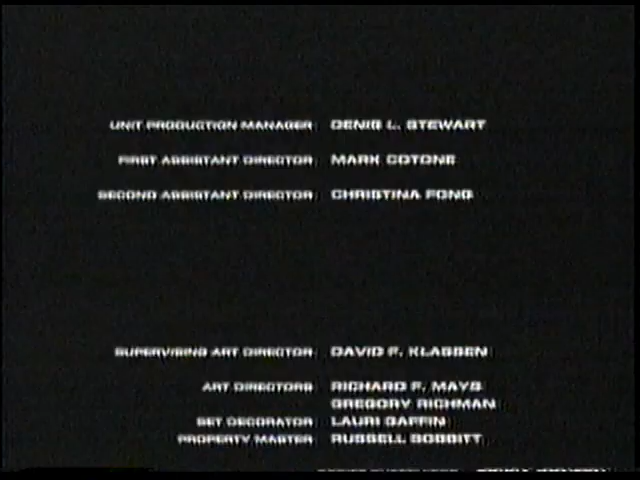 UNIT PRODUCTION MANAGER DENIS L. STEWART
FIRST ASSISTANT DIRECTOR MARK COTONE
SECOND ASSISTANT DIRECTOR CHRISTINA FONG
SUPERVISING ART DIRECTOR DAVID F. KLASSEN
ART DIRECTORS RICHARD F. MAYS
GREGORY RICHMAN
SET DECORATOR LAURI GAFFIN
PROPERTY MASTER RUSSELL BOBBITT